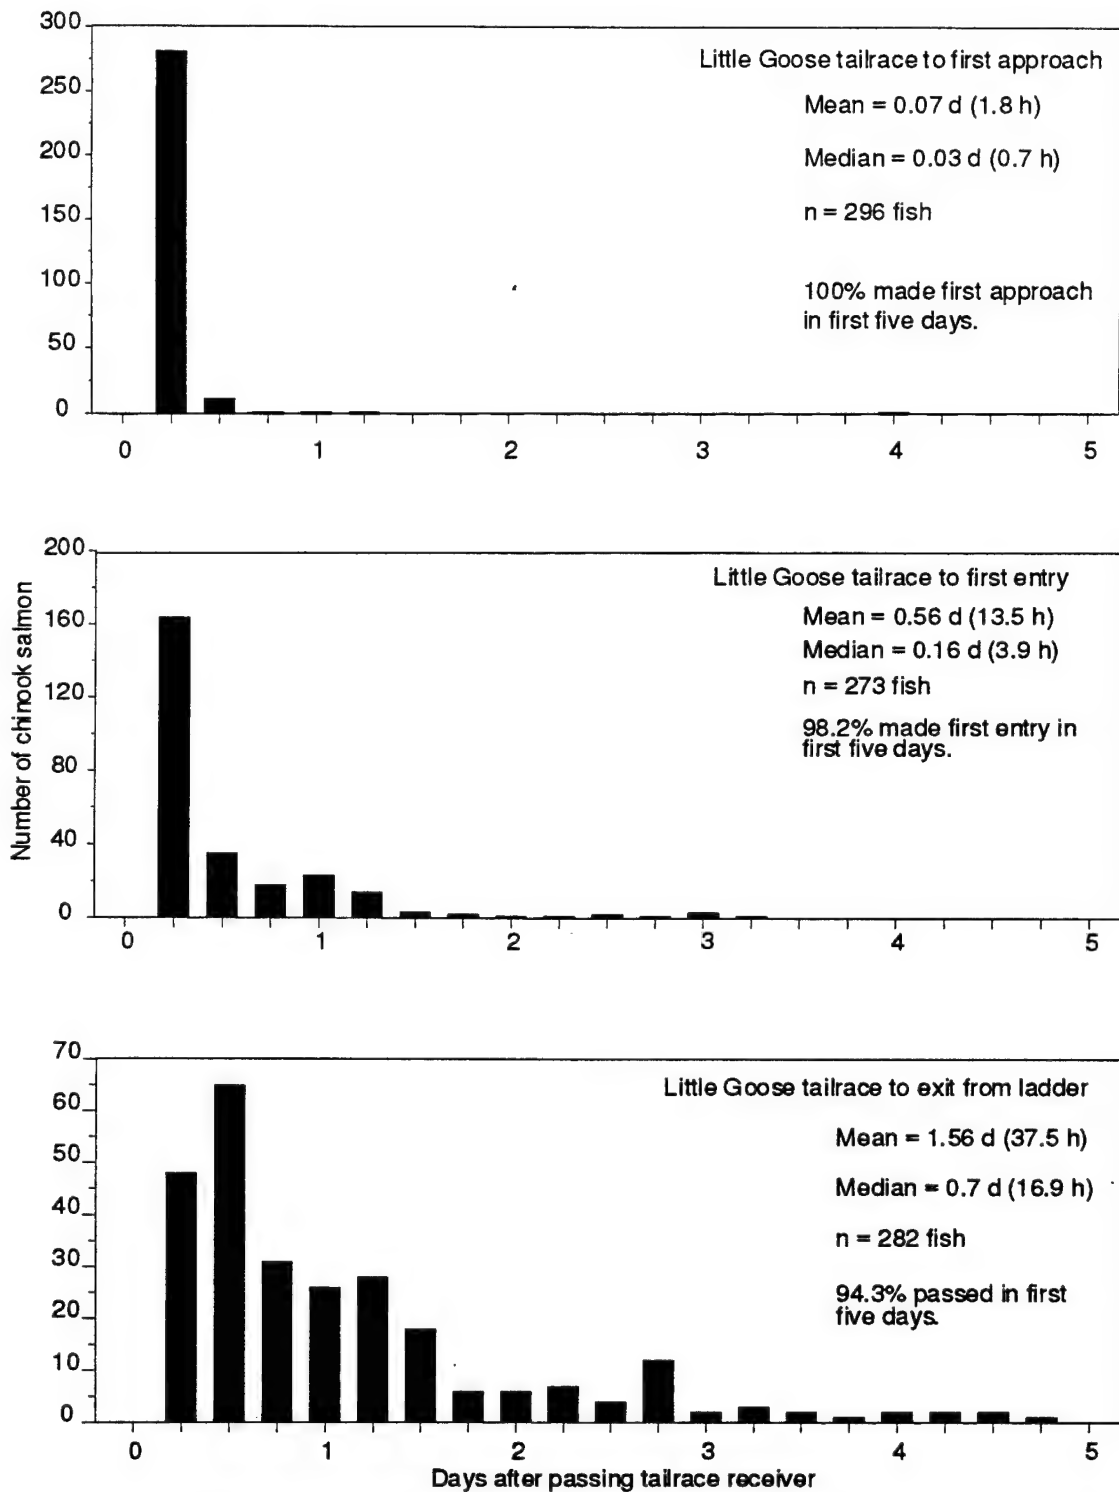 300
250
200
150
100
50
0
Little Goose tailrace to first approach
Mean = 0.07 d (1.8 h)
Median = 0.03 d (0.7 h)
n = 296 fish
100% made first approach
in first five days.
0 1 2 3 4 5
Number of chinook salmon
200
160
120
80
40
0
Little Goose tailrace to first entry
Mean = 0.56 d (13.5 h)
Median = 0.16 d (3.9 h)
n = 273 fish
98.2% made first entry in
first five days.
0 1 2 3 4 5
70
60
50
40
30
20
10
0
Little Goose tailrace to exit from ladder
Mean = 1.56 d (37.5 h)
Median = 0.7 d (16.9 h)
n = 282 fish
94.3% passed in first
five days.
0 1 2 3 4 5
Days after passing tailrace receiver